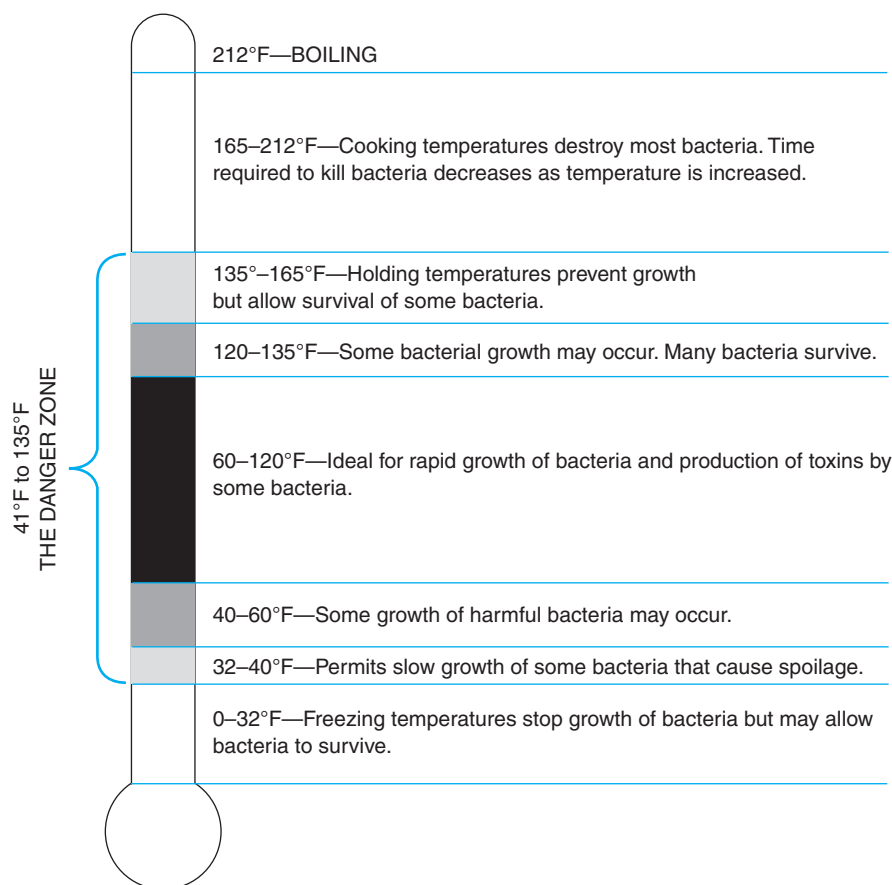 212°F—BOILING
165–212°F—Cooking temperatures destroy most bacteria. Time
required to kill bacteria decreases as temperature is increased.
135°–165°F—Holding temperatures prevent growth
but allow survival of some bacteria.
120–135°F—Some bacterial growth may occur. Many bacteria survive.
41°F to 135°F
THE DANGER ZONE
60–120°F—Ideal for rapid growth of bacteria and production of toxins by
some bacteria.
40–60°F—Some growth of harmful bacteria may occur.
32–40°F—Permits slow growth of some bacteria that cause spoilage.
0–32°F—Freezing temperatures stop growth of bacteria but may allow
bacteria to survive.